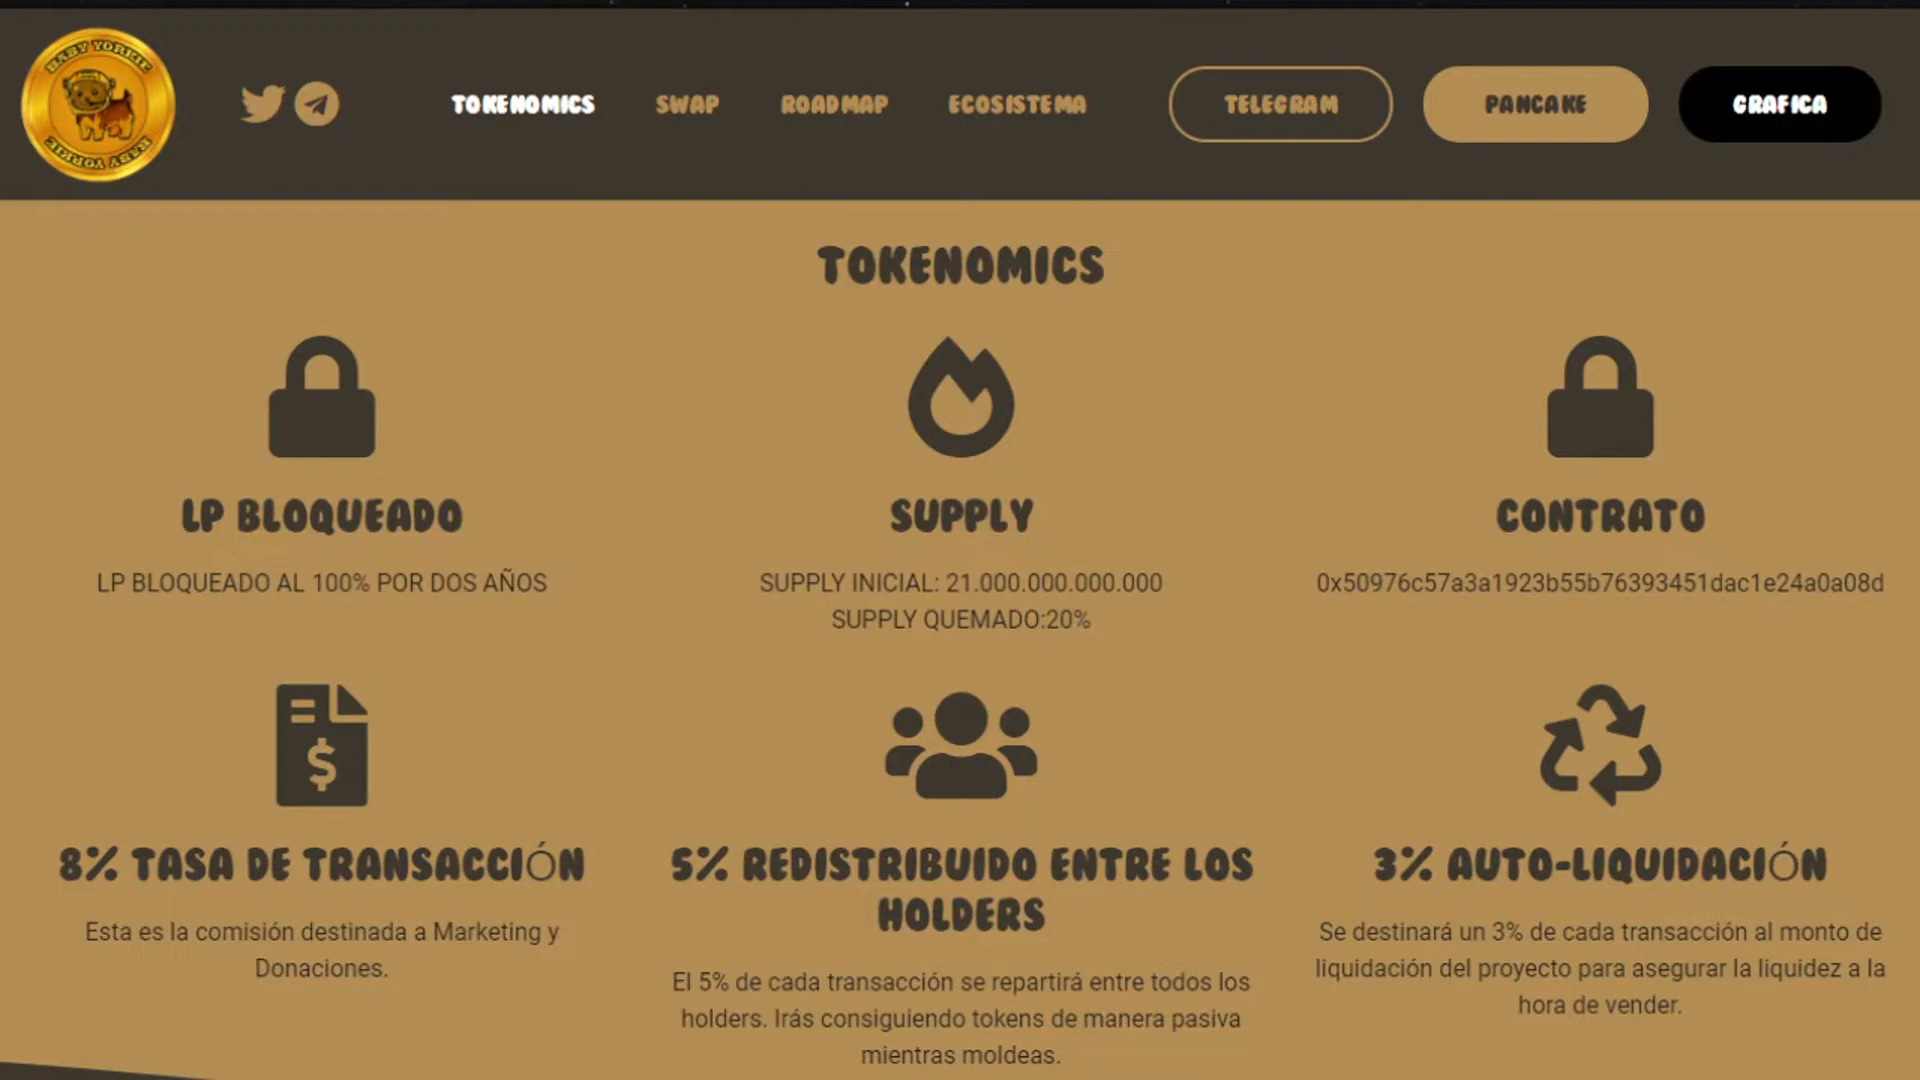 BABY YORKIE
BABY YORKIE
TOKENOMICS
SWAP
ROADMAP
ECOSISTEMA
TELEGRAM
PANCAKE
GRAFICA
TOKENOMICS
LP BLOQUEADO
LP BLOQUEADO AL 100% POR DOS AÑOS
SUPPLY
SUPPLY INICIAL: 21.000.000.000.000
SUPPLY QUEMADO:20%
CONTRATO
0x50976c57a3a1923b55b76393451dac1e24a0a08d
8% TASA DE TRANSACCIÓN
Esta es la comisión destinada a Marketing y
Donaciones.
5% REDISTRIBUIDO ENTRE LOS
HOLDERS
El 5% de cada transacción se repartirá entre todos los
holders. Irás consiguiendo tokens de manera pasiva
mientras moldeas.
3% AUTO-LIQUIDACIÓN
Se destinará un 3% de cada transacción al monto de
liquidación del proyecto para asegurar la liquidez a la
hora de vender.